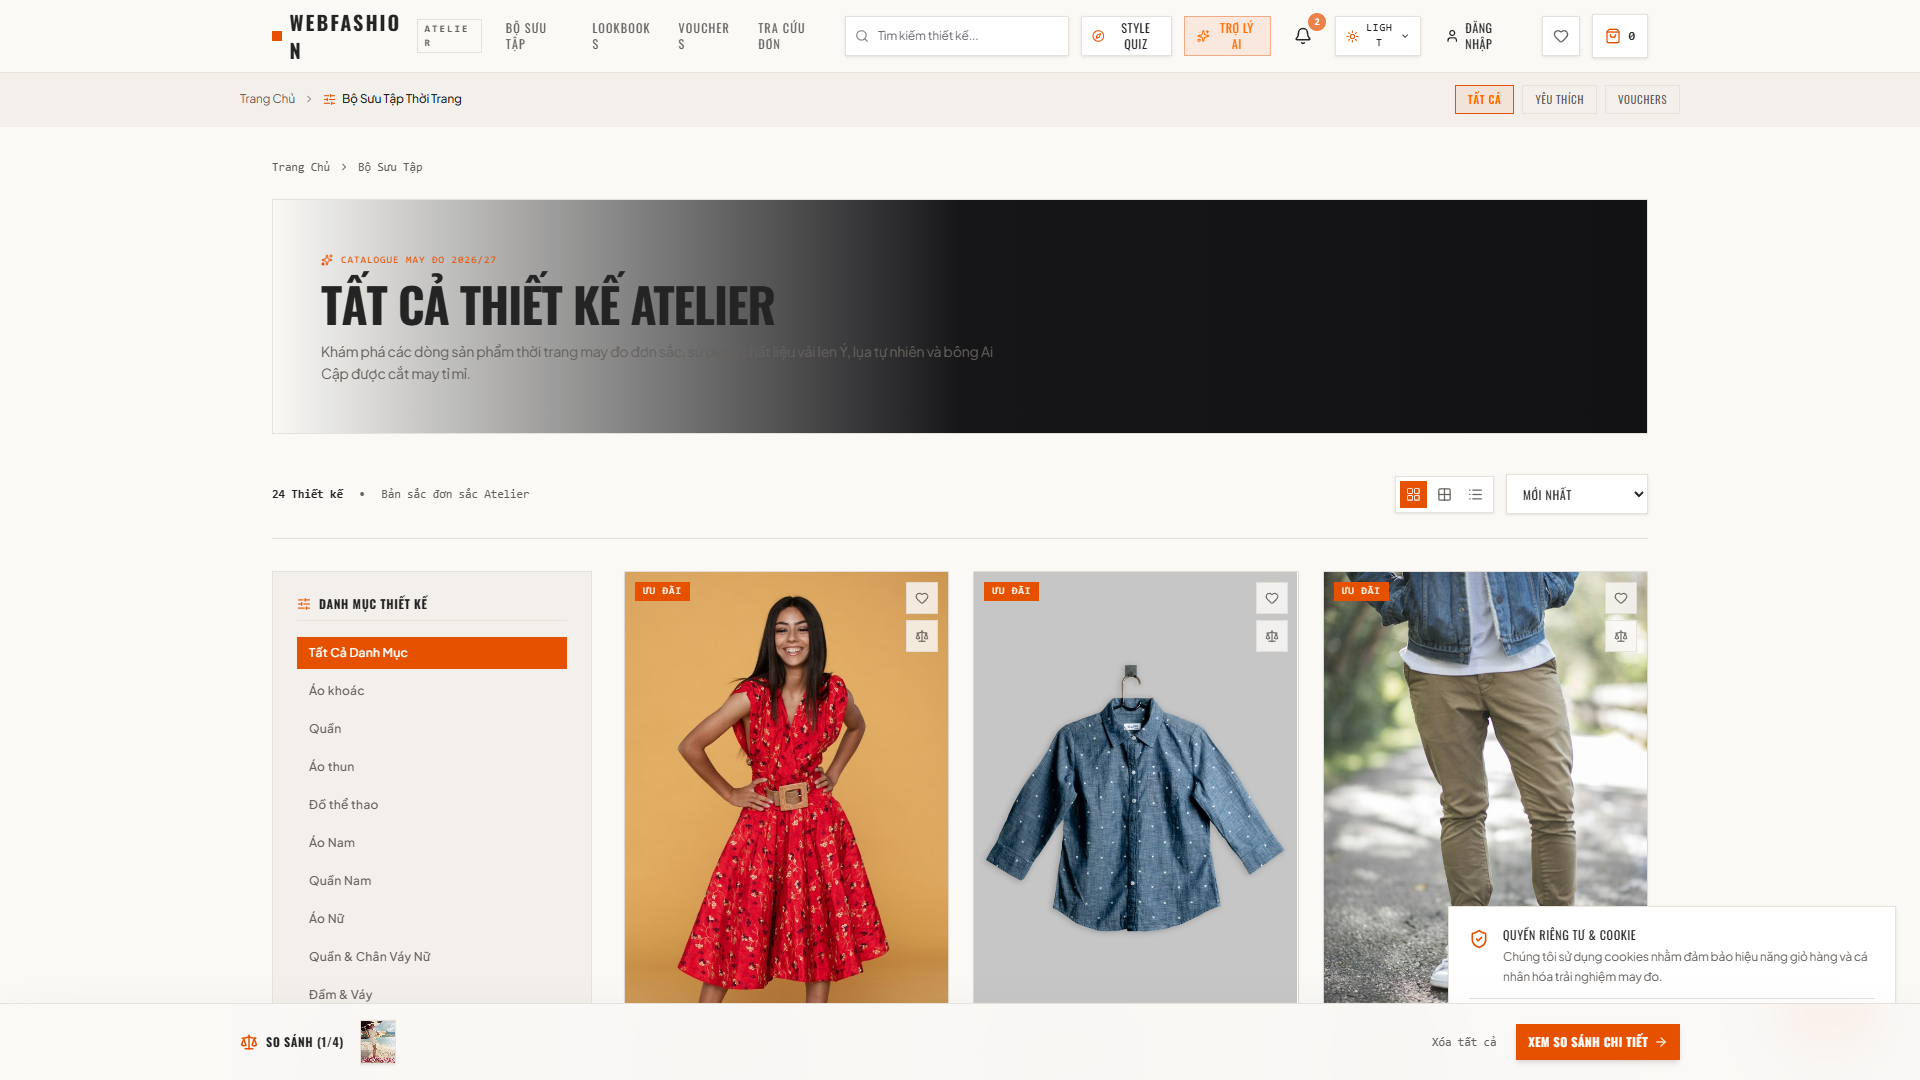 WEBFASHIO
N
ATELIE
R
BỘ SƯU
TẬP
LOOKBOOK
S
VOUCHER
S
TRA CỨU
ĐƠN
Tìm kiếm thiết kế...
STYLE
QUIZ
TRỢ LÝ
AI
2
LIGH
T
ĐĂNG
NHẬP
0
Trang Chủ > Bộ Sưu Tập Thời Trang
TẤT CẢ
YÊU THÍCH
VOUCHERS
Trang Chủ > Bộ Sưu Tập
CATALOGUE MAY ĐO 2026/27
TẤT CẢ THIẾT KẾ ATELIER
Khám phá các dòng sản phẩm thời trang may đo đơn sắc, sử dụng chất liệu vải len Ý, lụa tự nhiên và bông Ai
Cập được cắt may tỉ mỉ.
24 Thiết kế • Bản sắc đơn sắc Atelier
MỚI NHẤT
DANH MỤC THIẾT KẾ
Tất Cả Danh Mục
Áo khoác
Quần
Áo thun
Đồ thể thao
Áo Nam
Quần Nam
Áo Nữ
Quần & Chân Váy Nữ
Đầm & Váy
ƯU ĐÃI
ƯU ĐÃI
ƯU ĐÃI
QUYỀN RIÊNG TƯ & COOKIE
Chúng tôi sử dụng cookies nhằm đảm bảo hiệu năng giỏ hàng và cá
nhân hóa trải nghiệm may đo.
SO SÁNH (1/4)
Xóa tất cả
XEM SO SÁNH CHI TIẾT →